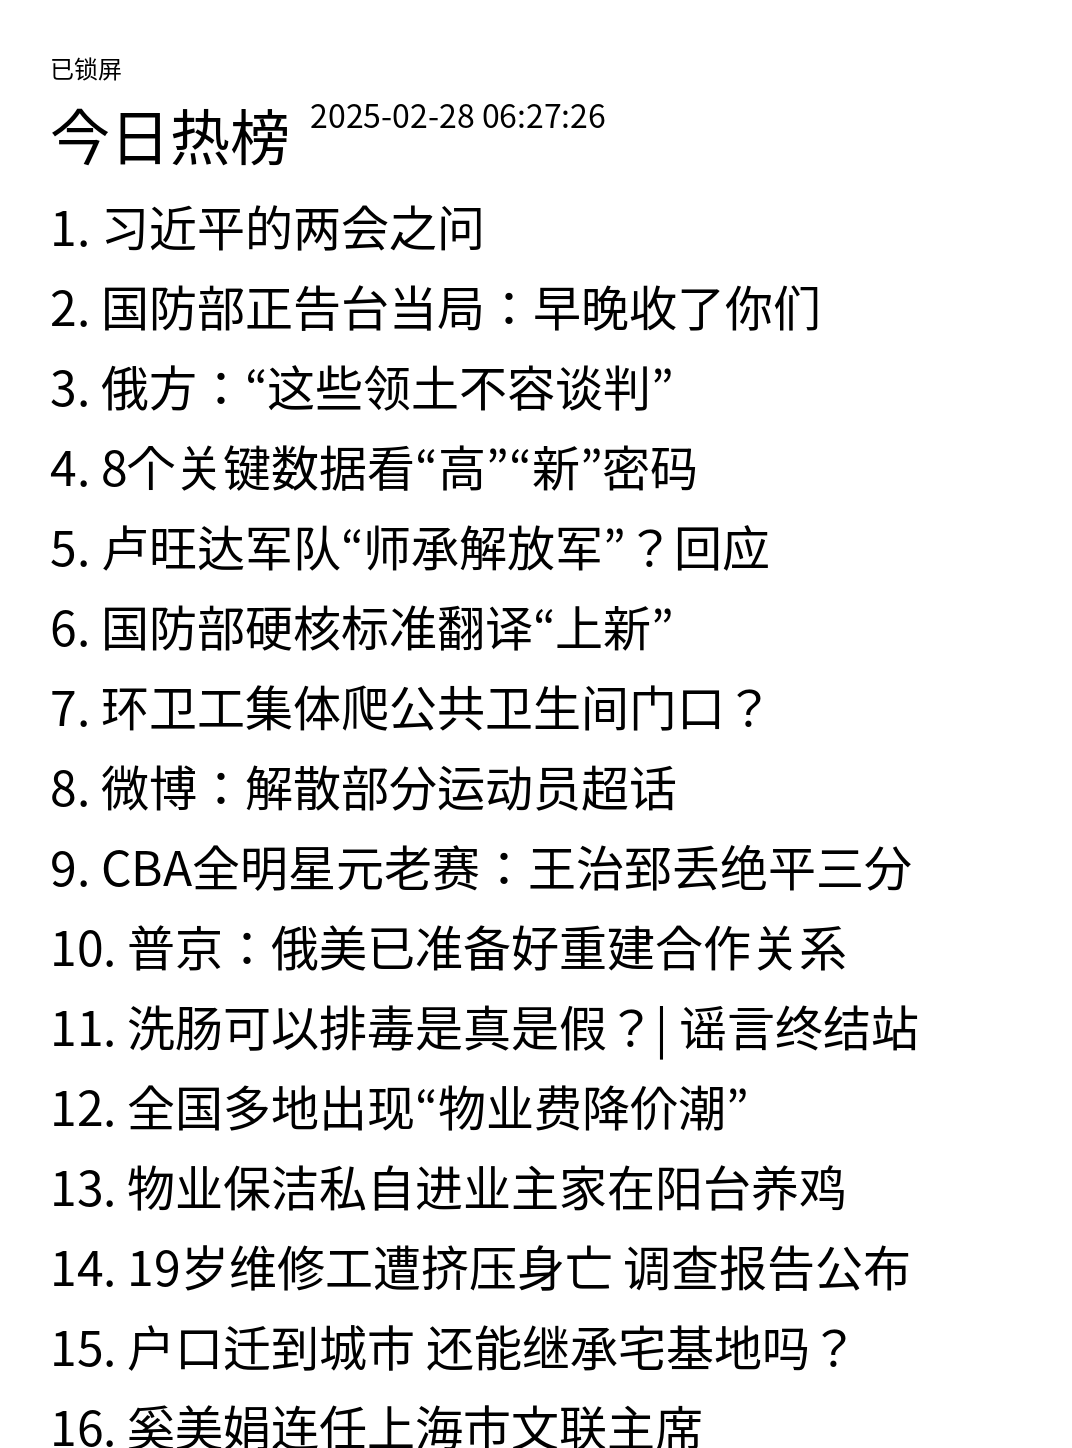 已锁屏
今日热榜 2025-02-28 06:27:26
1. 习近平的两会之问
2. 国防部正告台当局：早晚收了你们
3. 俄方：“这些领土不容谈判”
4. 8个关键数据看“高”“新”密码
5. 卢旺达军队“师承解放军”？回应
6. 国防部硬核标准翻译“上新”
7. 环卫工集体爬公共卫生间门口？
8. 微博：解散部分运动员超话
9. CBA全明星元老赛：王治郅丢绝平三分
10. 普京：俄美已准备好重建合作关系
11. 洗肠可以排毒是真是假？| 谣言终结站
12. 全国多地出现“物业费降价潮”
13. 物业保洁私自进业主家在阳台养鸡
14. 19岁维修工遭挤压身亡 调查报告公布
15. 户口迁到城市 还能继承宅基地吗？
16. 奚美娟连任上海市文联主席